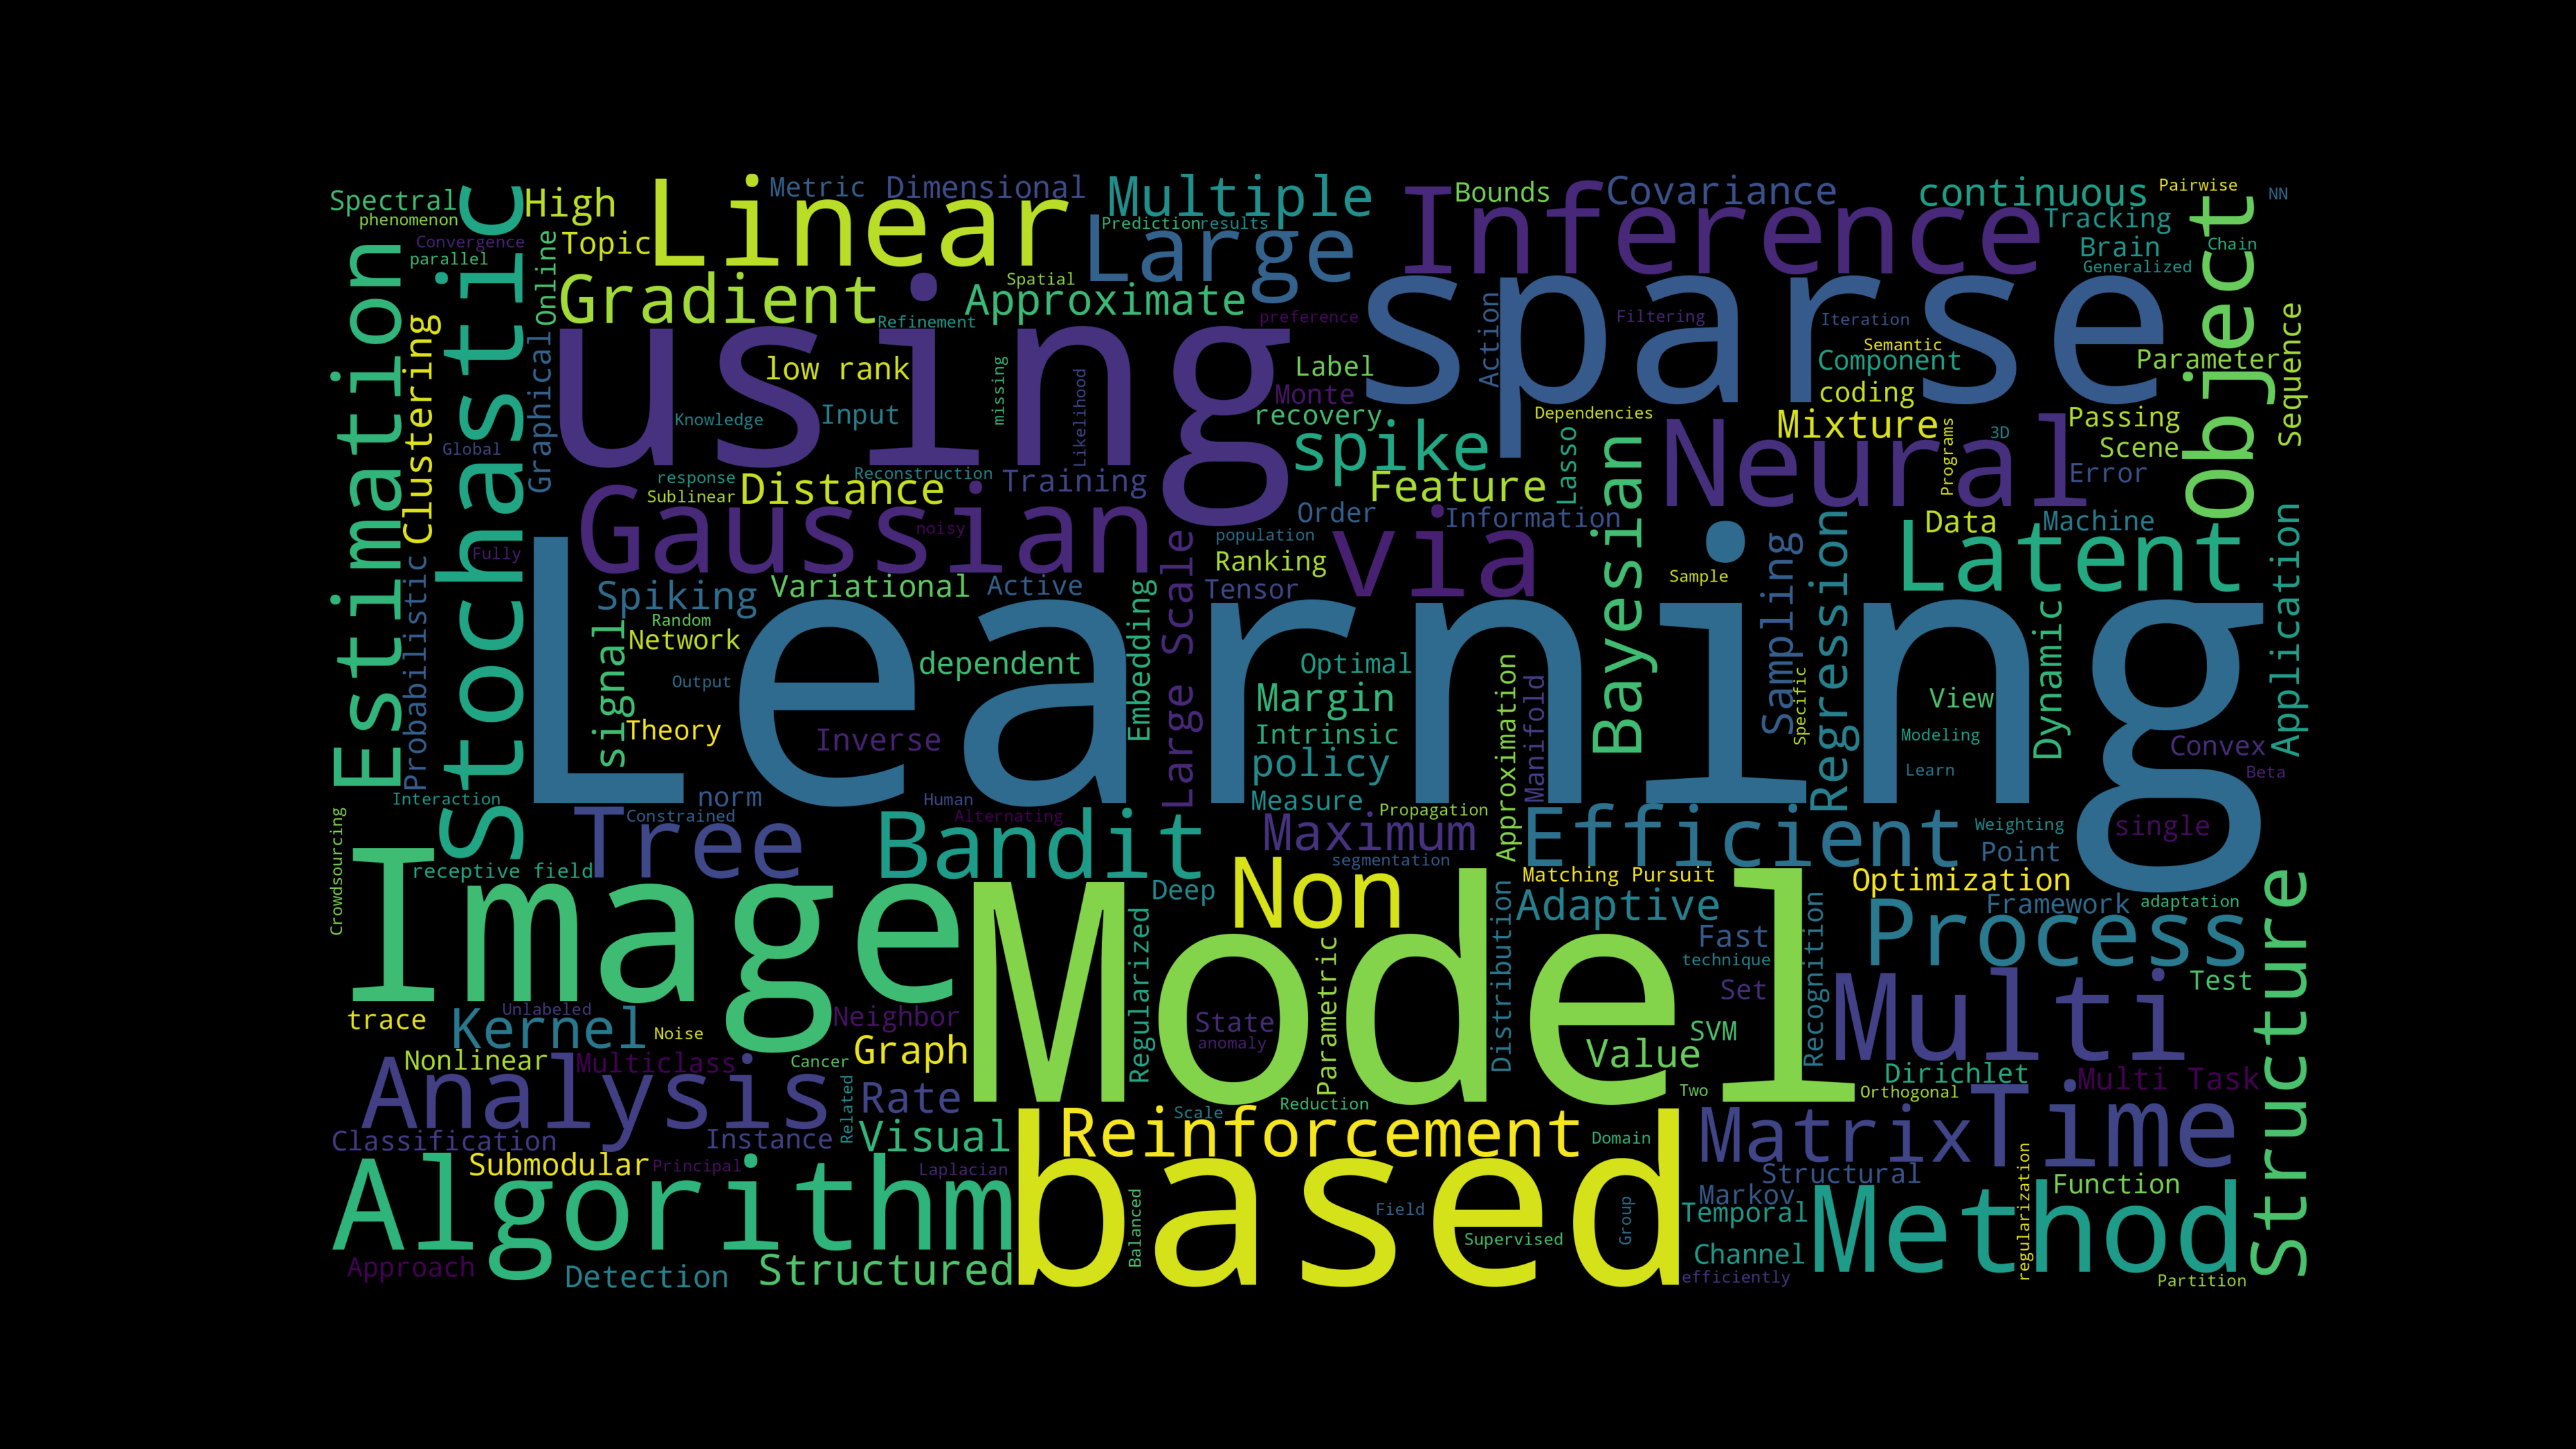 Spectral
phenomenon
Convergence
parallel
Stochastic
High
Topic
Online
Linear
Metric
Dimensional
Multiple
Prediction
results
Large
Inference
Bounds
Covariance
continuous
Pairwise
NN
Tracking
Brain
Chain
Generalized
Object
Estimation
Clustering
Graphical
Gradient
Refinement
Spatial
Approximate
using
preference
sparse
Action
Filtering
Iteration
Semantic
Component
Parameter
Sequence
low rank
missing
Likelihood
Label
Monte
coding
Knowledge
Input
recovery
Dependencies
Mixture
Passing
Global
spike
Lasso
Bayesian
Neural
Programs
3D
Scene
Error
response
Reconstruction
Training
Sublinear
Distance
Feature
Gaussian
noisy
Order
Information
Data
Machine
Fully
population
via
Latent
Application
Probabilistic
Ranking
Spiking
Variational
Active
Embedding
Large Scale
Tensor
Sample
Sampling
Regression
Dynamic
Learning
Random
Network
signal
dependent
Optimal
Approximation
Manifold
Specific
Output
Margin
View
Theory
Inverse
Intrinsic
Modeling
Convex
policy
Learn
Beta
Interaction
norm
Human
Measure
Propagation
Crowdsourcing
Tree
Constrained
Alternating
Bandit
Maximum
Efficient
Weighting
single
Point
segmentation
receptive field
Image
Deep
Non
Matching Pursuit
Optimization
Structure
Adaptive
Framework
adaptation
Process
Regularized
Model
Parametric
Distribution
Fast
technique
Recognition
Set
Multi
Test
trace
Unlabeled
Kernel
Noise
Neighbor
State
anomaly
SVM
Nonlinear
Multiclass
Cancer
Graph
Value
Dirichlet
Multi Task
Analysis
Related
Rate
Two
Orthogonal
Time
Scale
Reduction
Reinforcement
Matrix
Classification
Instance
Visual
Domain
Submodular
Principal
Laplacian
based
Structural
regularization
Function
Algorithm
Balanced
Field
Group
Markov
Temporal
Method
Supervised
Channel
Approach
Detection
Structured
efficiently
Partition